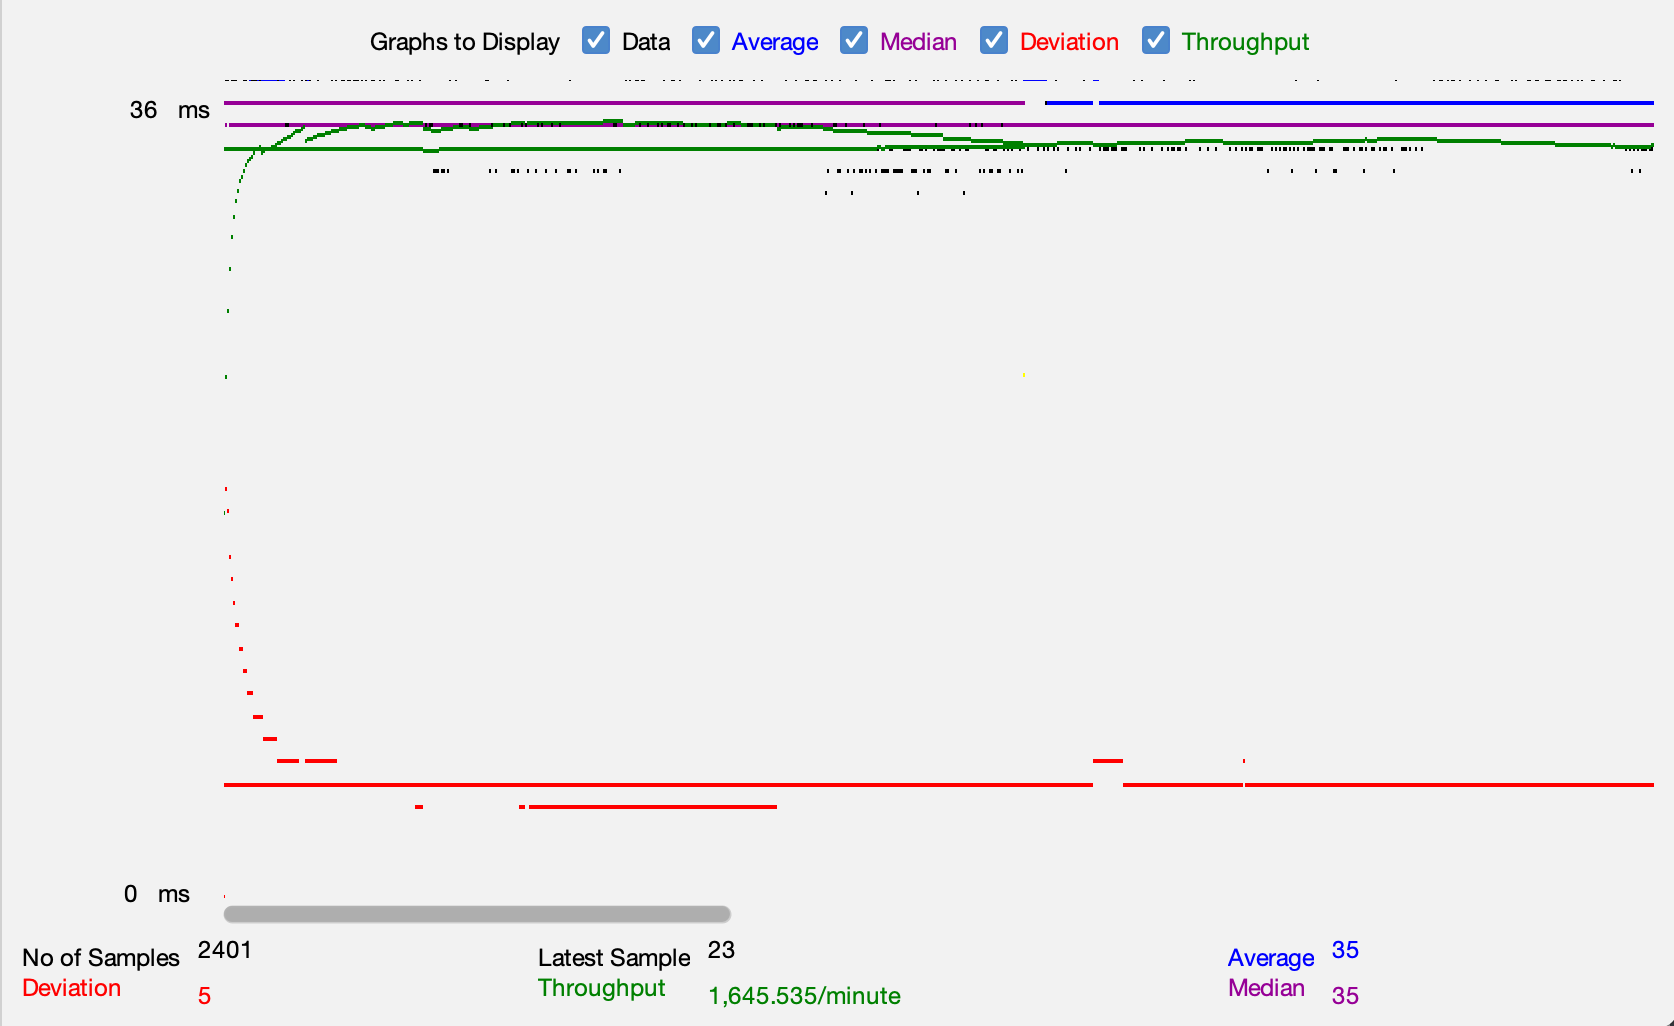 Graphs to Display Data Average Median Deviation Throughput
36 ms
0 ms
No of Samples 2401 Latest Sample 23 Average 35
Deviation 5 Throughput 1,645.535/minute Median 35